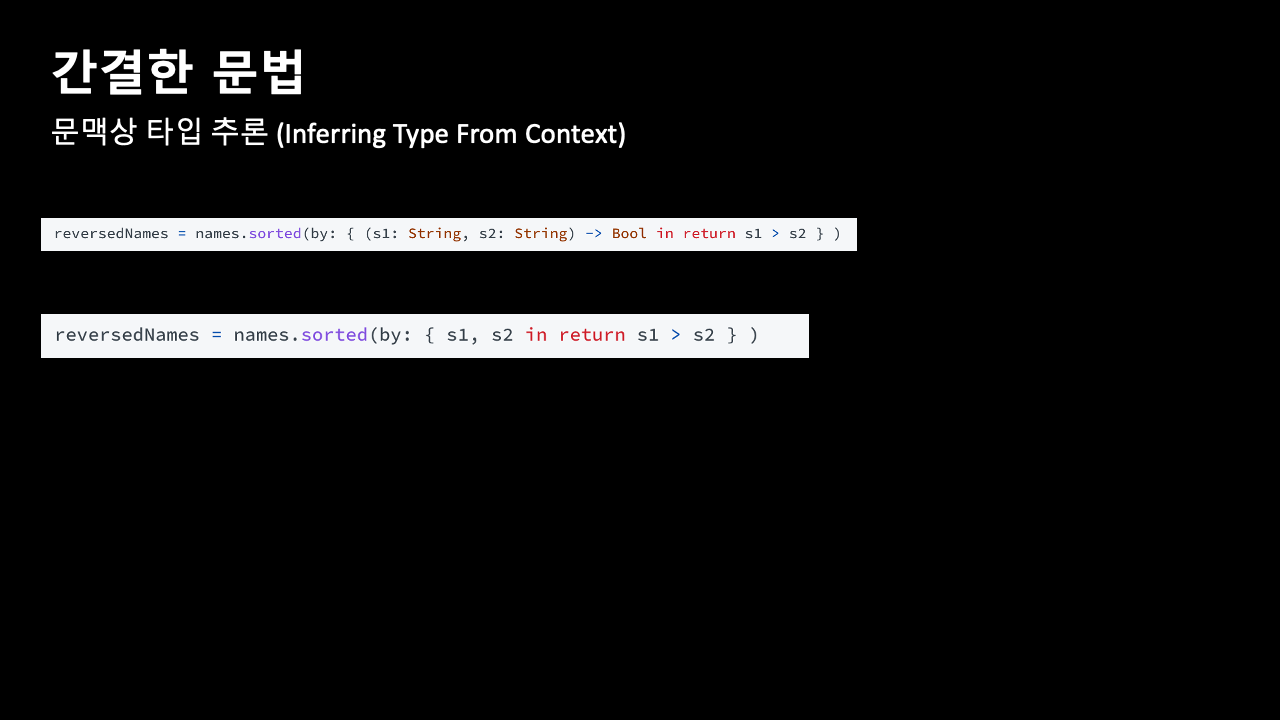 간결한 문법
문맥상 타입 추론 (Inferring Type From Context)
reversedNames = names.sorted(by: { (s1: String, s2: String) -> Bool in return s1 > s2 } )
reversedNames = names.sorted(by: { s1, s2 in return s1 > s2 } )